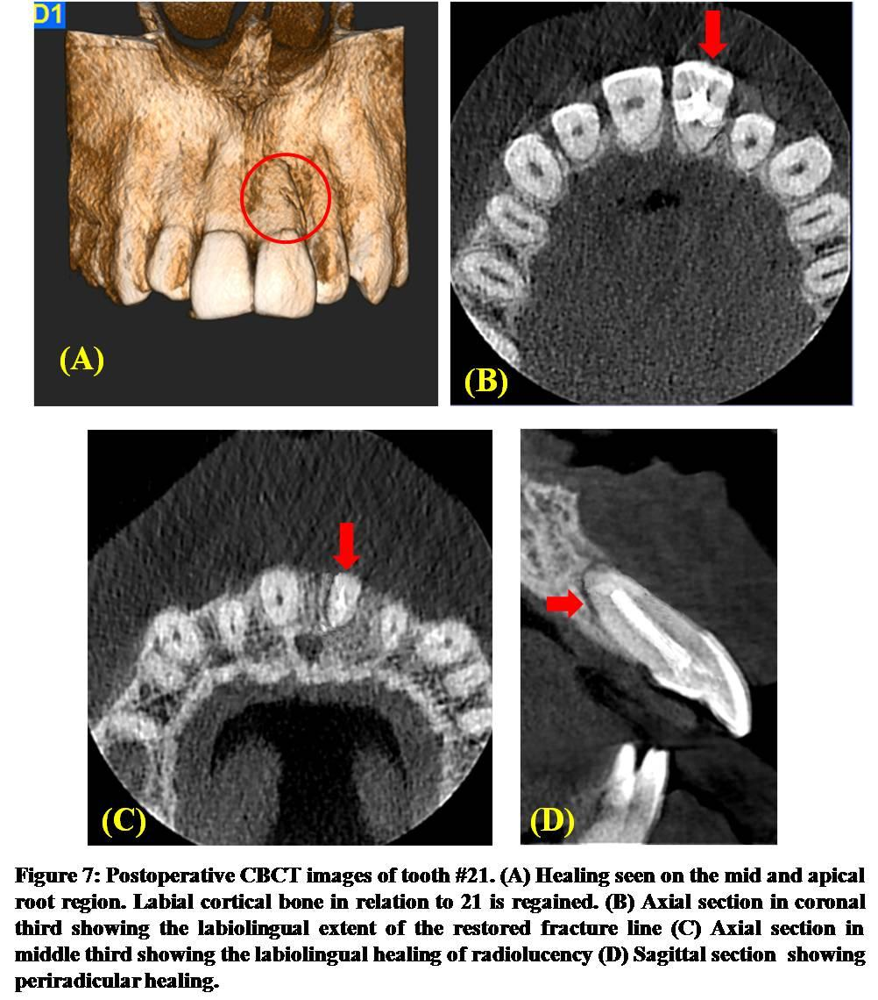 D1
(A)
(B)
(C)
(D)
Figure 7: Postoperative CBCT images of tooth #21. (A) Healing seen on the mid and apical
root region. Labial cortical bone in relation to 21 is regained. (B) Axial section in coronal
third showing the labiolingual extent of the restored fracture line (C) Axial section in
middle third showing the labiolingual healing of radiolucency (D) Sagittal section showing
periradicular healing.